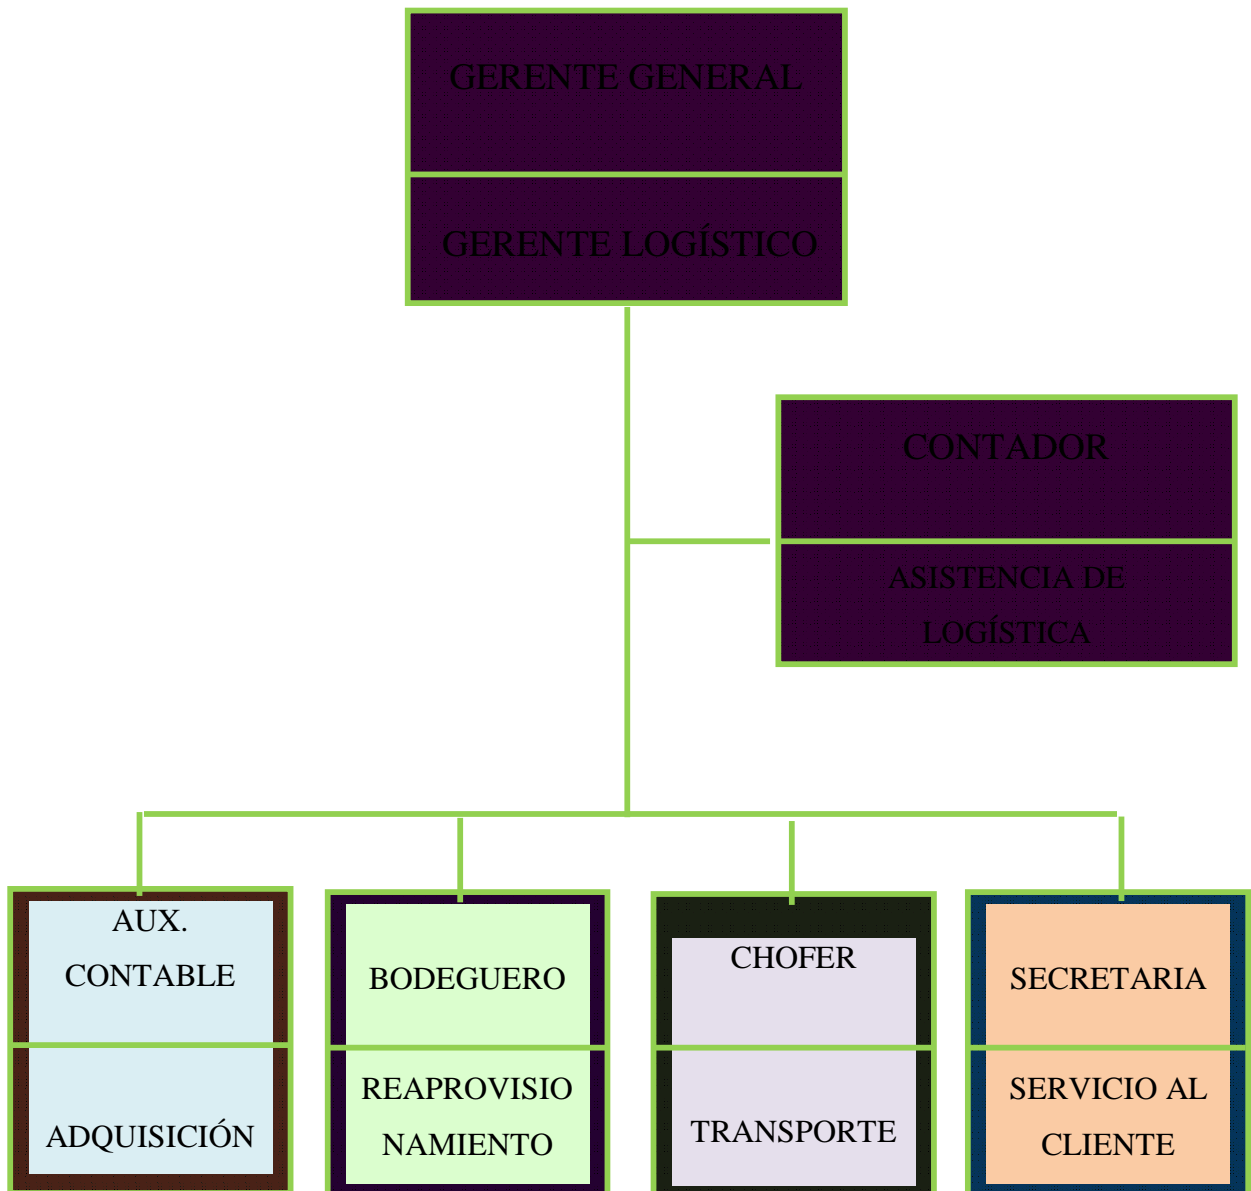 GERENTE GENERAL
GERENTE LOGÍSTICO
CONTADOR
ASISTENCIA DE
LOGÍSTICA
AUX.
CONTABLE
ADQUISICIÓN
BODEGUERO
REAPROVISIO
NAMIENTO
CHOFER
TRANSPORTE
SECRETARIA
SERVICIO AL
CLIENTE